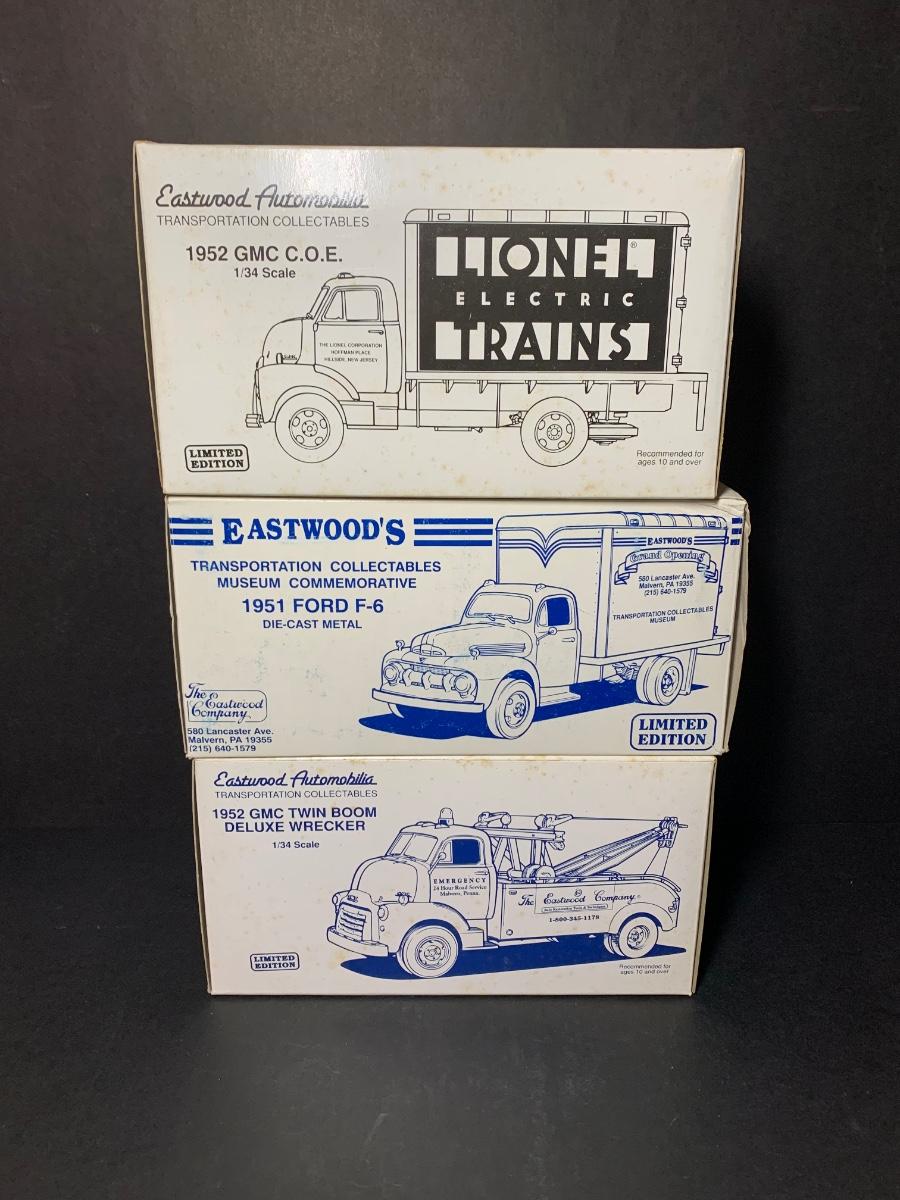 Eastwood Automobilia
TRANSPORTATION COLLECTABLES
1952 GMC C.O.E.
1/34 Scale
LIONEL®
ELECTRIC
TRAINS
THE LIONEL CORPORATION
HOFFMAN PLACE
HILLSIDE, NEW JERSEY
LIMITED
EDITION
Recommended for
ages 10 and over
EASTWOOD'S
TRANSPORTATION COLLECTABLES
MUSEUM COMMEMORATIVE
1951 FORD F-6
DIE-CAST METAL
EASTWOOD'S
Grand Opening
580 Lancaster Ave.
Malvern, PA 19355
(215) 640-1579
TRANSPORTATION COLLECTABLES
MUSEUM
The
Eastwood
Company
580 Lancaster Ave.
Malvern, PA 19355
(215) 640-1579
LIMITED
EDITION
Eastwood Automobilia
TRANSPORTATION COLLECTABLES
1952 GMC TWIN BOOM
DELUXE WRECKER
1/34 Scale
EMERGENCY
24 Hour Road Service
Malvern, Penna.
The Eastwood Company
1-800-345-1178
GMC
LIMITED
EDITION
Recommended for
ages 10 and over